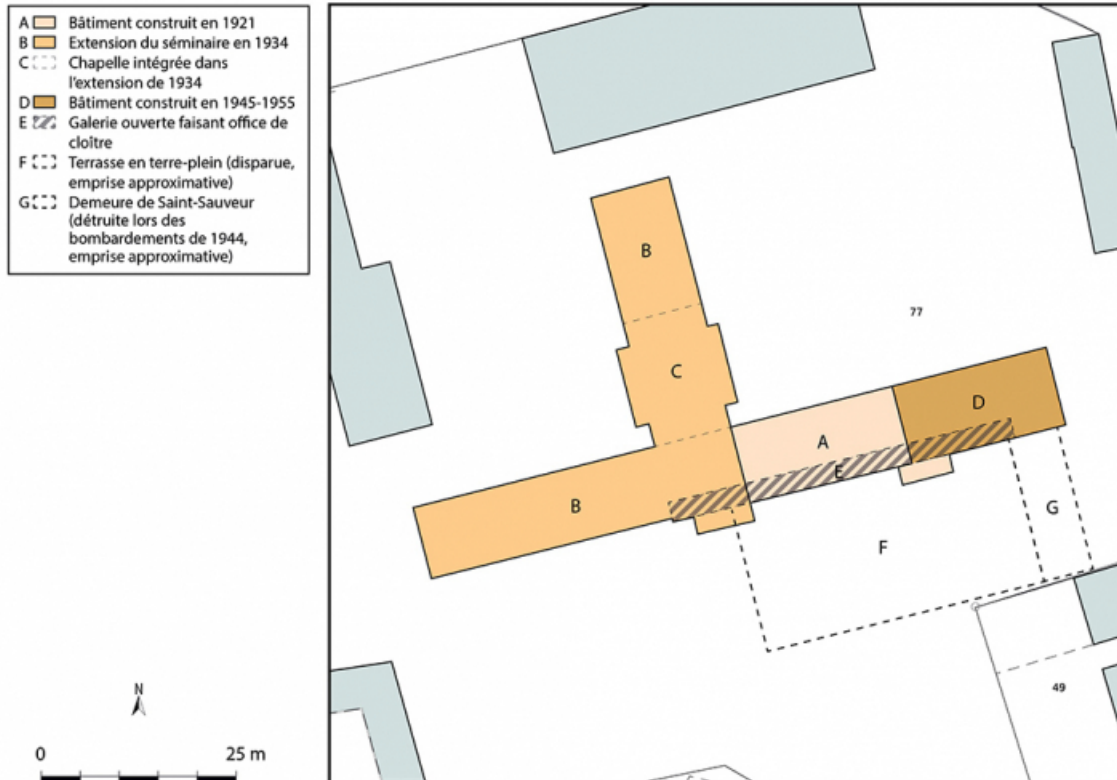 A Bâtiment construit en 1921
B Extension du séminaire en 1934
C Chapelle intégrée dans
l'extension de 1934
D Bâtiment construit en 1945-1955
E Galerie ouverte faisant office de
cloître
F Terrasse en terre-plein (disparue,
emprise approximative)
G Demeure de Saint-Sauveur
(détruite lors des
bombardements de 1944,
emprise approximative)
B
77
C
D
A
E
B
G
F
49
N
0 25 m